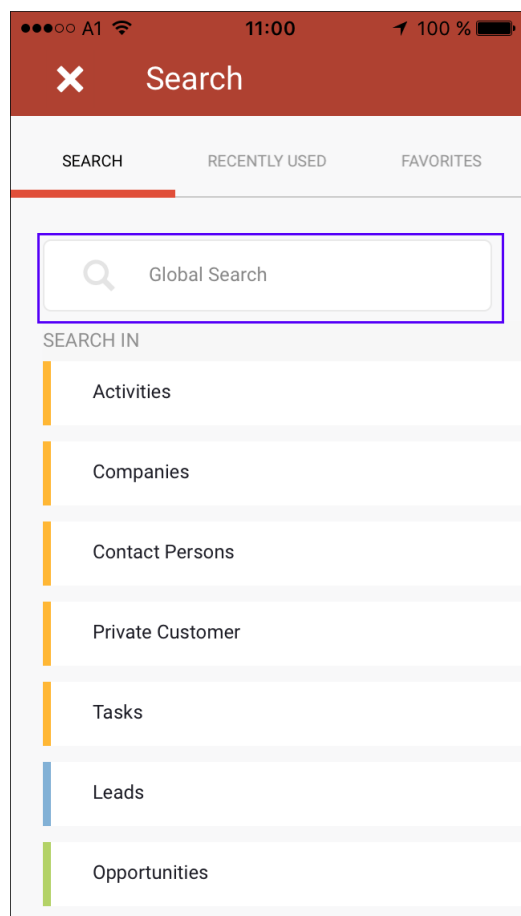 A1 11:00 100 %
Search
SEARCH RECENTLY USED FAVORITES
Global Search
SEARCH IN
Activities
Companies
Contact Persons
Private Customer
Tasks
Leads
Opportunities